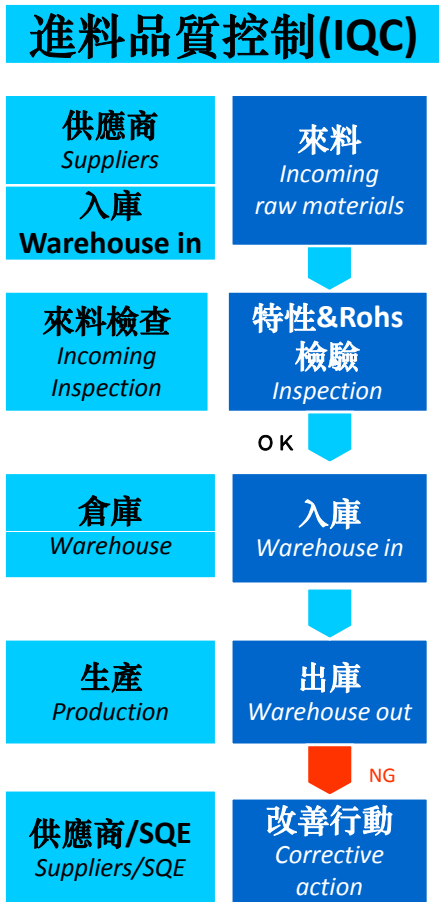 進料品質控制(IQC)
供應商
Suppliers
入庫
Warehouse in
來料
Incoming
raw materials
來料檢查
Incoming
Inspection
特性&Rohs
檢驗
Inspection
OK
倉庫
Warehouse
入庫
Warehouse in
生産
Production
出庫
Warehouse out
NG
供應商/SQE
Suppliers/SQE
改善行動
Corrective
action